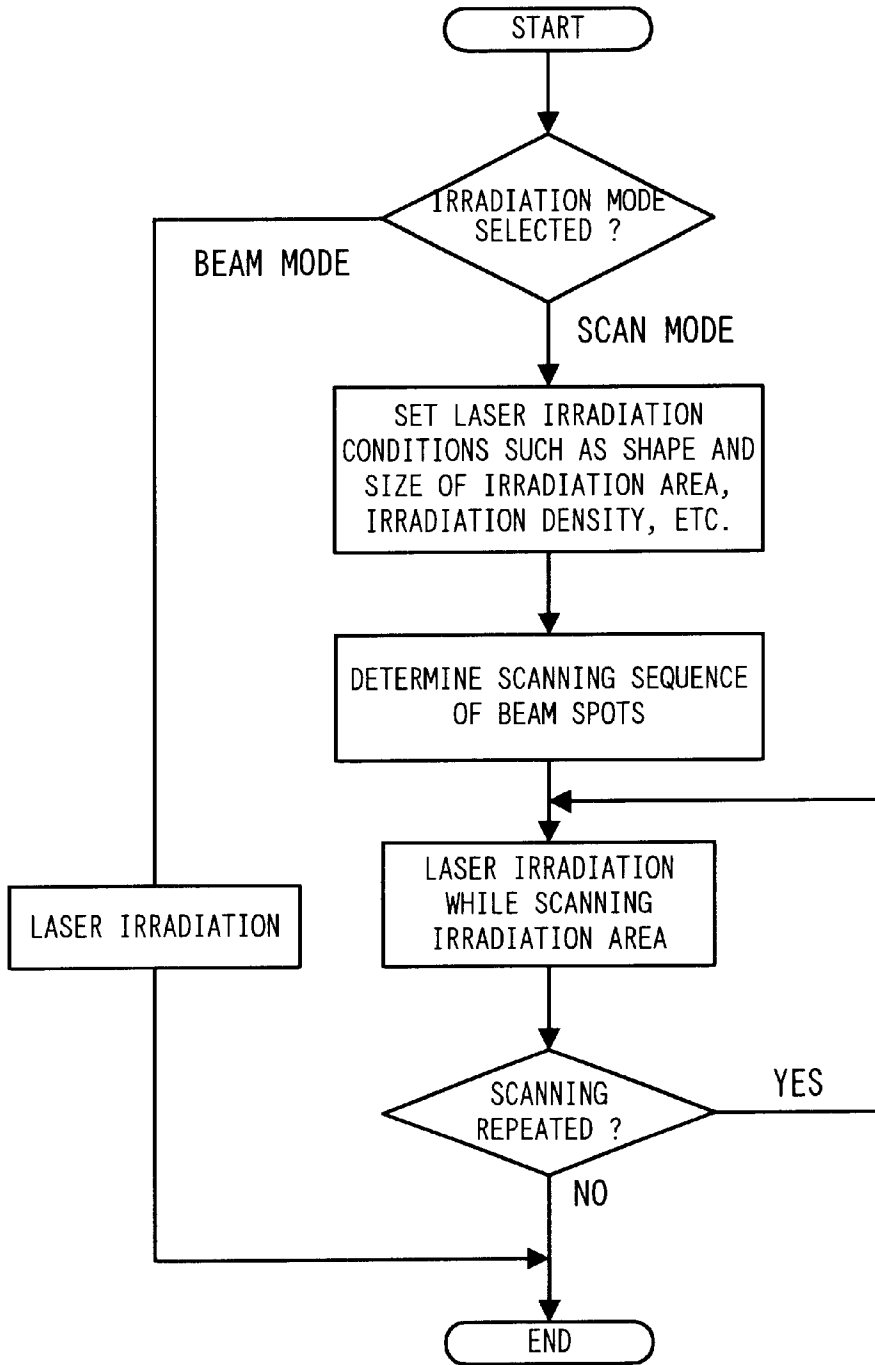 START
IRRADIATION MODE
SELECTED ?
BEAM MODE
SCAN MODE
SET LASER IRRADIATION
CONDITIONS SUCH AS SHAPE AND
SIZE OF IRRADIATION AREA,
IRRADIATION DENSITY, ETC.
DETERMINE SCANNING SEQUENCE
OF BEAM SPOTS
LASER IRRADIATION
WHILE SCANNING
IRRADIATION AREA
LASER IRRADIATION
SCANNING
REPEATED ?
YES
NO
END